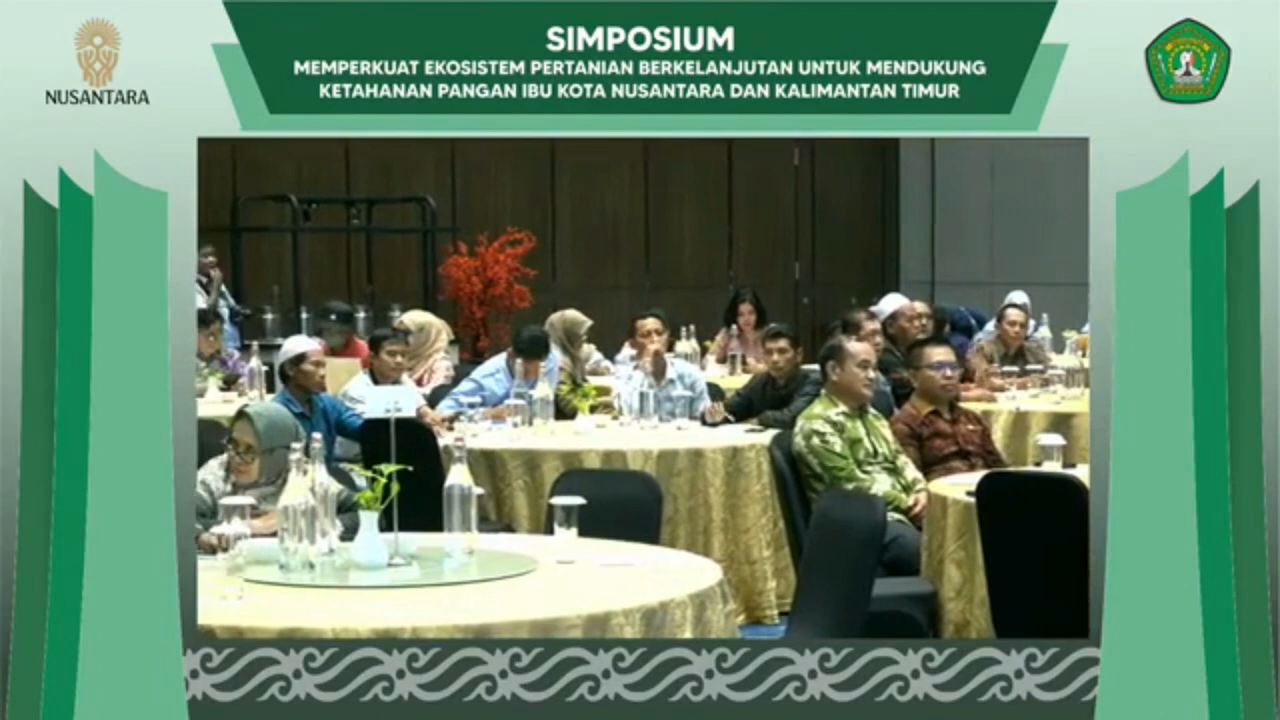 SIMPOSIUM
MEMPERKUAT EKOSISTEM PERTANIAN BERKELANJUTAN UNTUK MENDUKUNG
KETAHANAN PANGAN IBU KOTA NUSANTARA DAN KALIMANTAN TIMUR
NUSANTARA